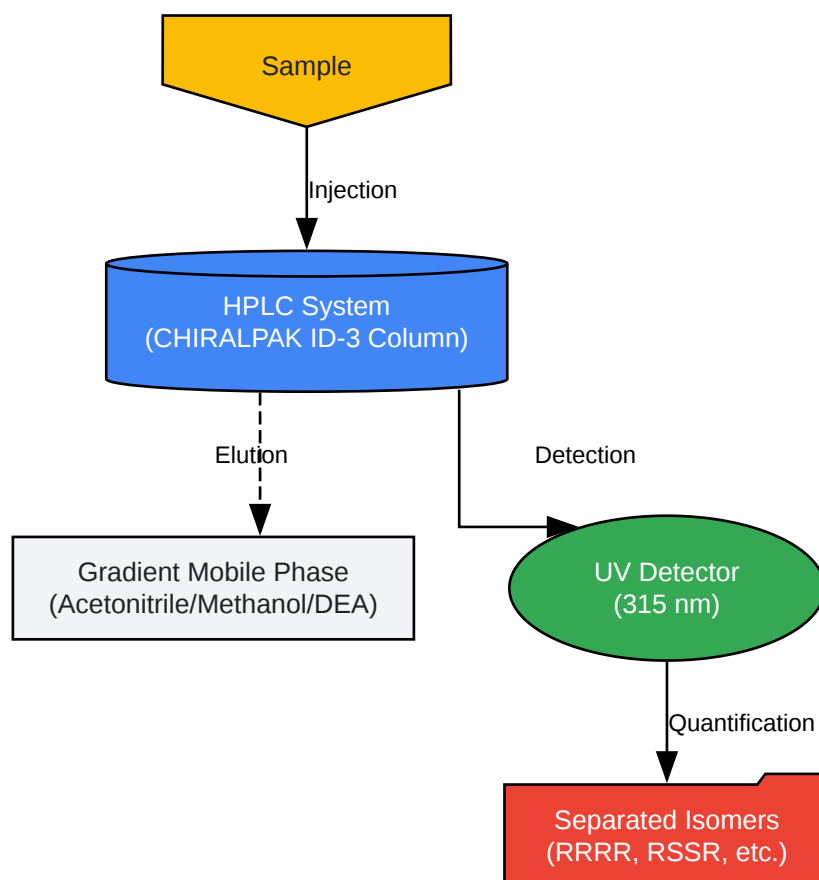 Sample
Injection
HPLC System
(CHIRALPAK ID-3 Column)
Elution
Detection
Gradient Mobile Phase
(Acetonitrile/Methanol/DEA)
UV Detector
(315 nm)
Quantification
Separated Isomers
(RRRR, RSSR, etc.)